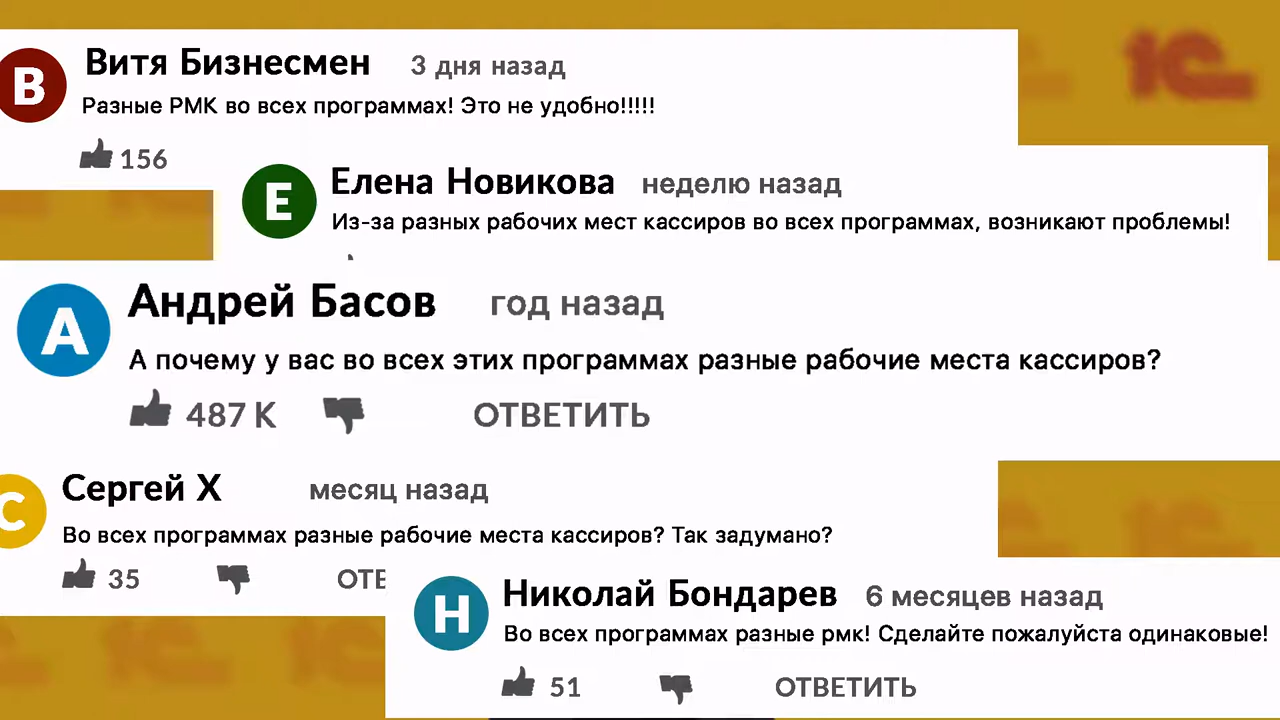 1С
В
Витя Бизнесмен 3 дня назад
Разные РМК во всех программах! Это не удобно!!!!!
156
Е
Елена Новикова неделю назад
Из-за разных рабочих мест кассиров во всех программах, возникают проблемы!
А
Андрей Басов год назад
А почему у вас во всех этих программах разные рабочие места кассиров?
487 К ОТВЕТИТЬ
С
Сергей Х месяц назад
Во всех программах разные рабочие места кассиров? Так задумано?
35 ОТВ
Н
Николай Бондарев 6 месяцев назад
Во всех программах разные рмк! Сделайте пожалуйста одинаковые!
51 ОТВЕТИТЬ